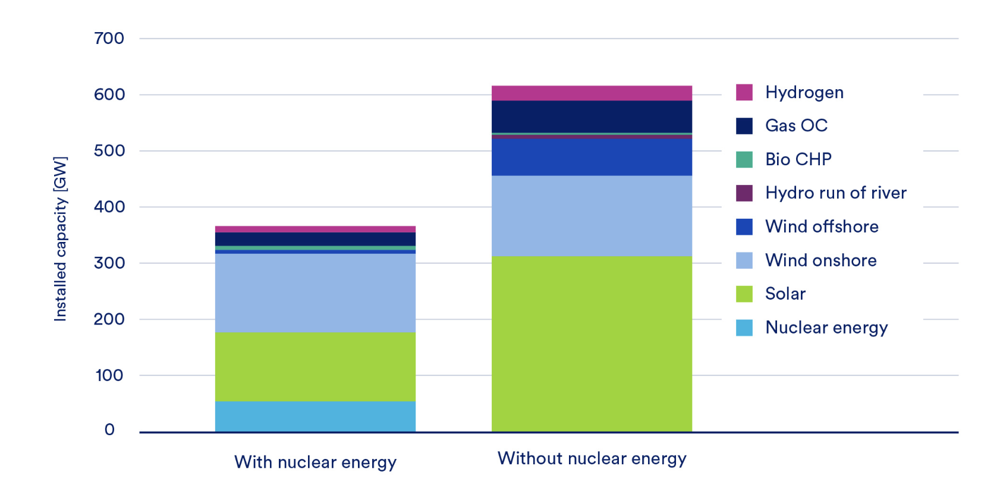 700
600
500
400
300
200
100
0
Installed capacity [GW]
With nuclear energy
Without nuclear energy
Hydrogen
Gas OC
Bio CHP
Hydro run of river
Wind offshore
Wind onshore
Solar
Nuclear energy